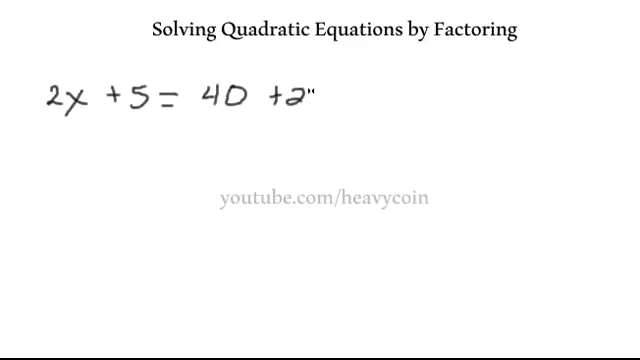 Solving Quadratic Equations by Factoring
2x + 5 = 40 + 2
youtube.com/heavycoin